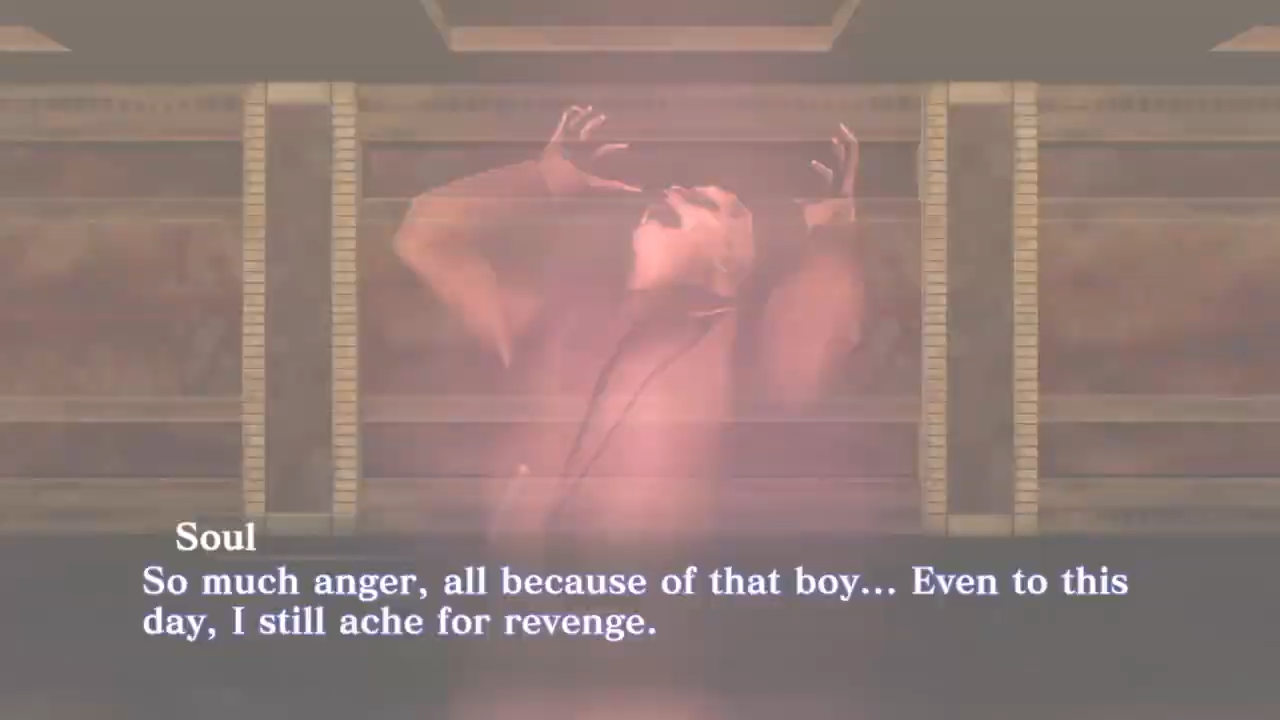 Soul
So much anger, all because of that boy... Even to this
day, I still ache for revenge.